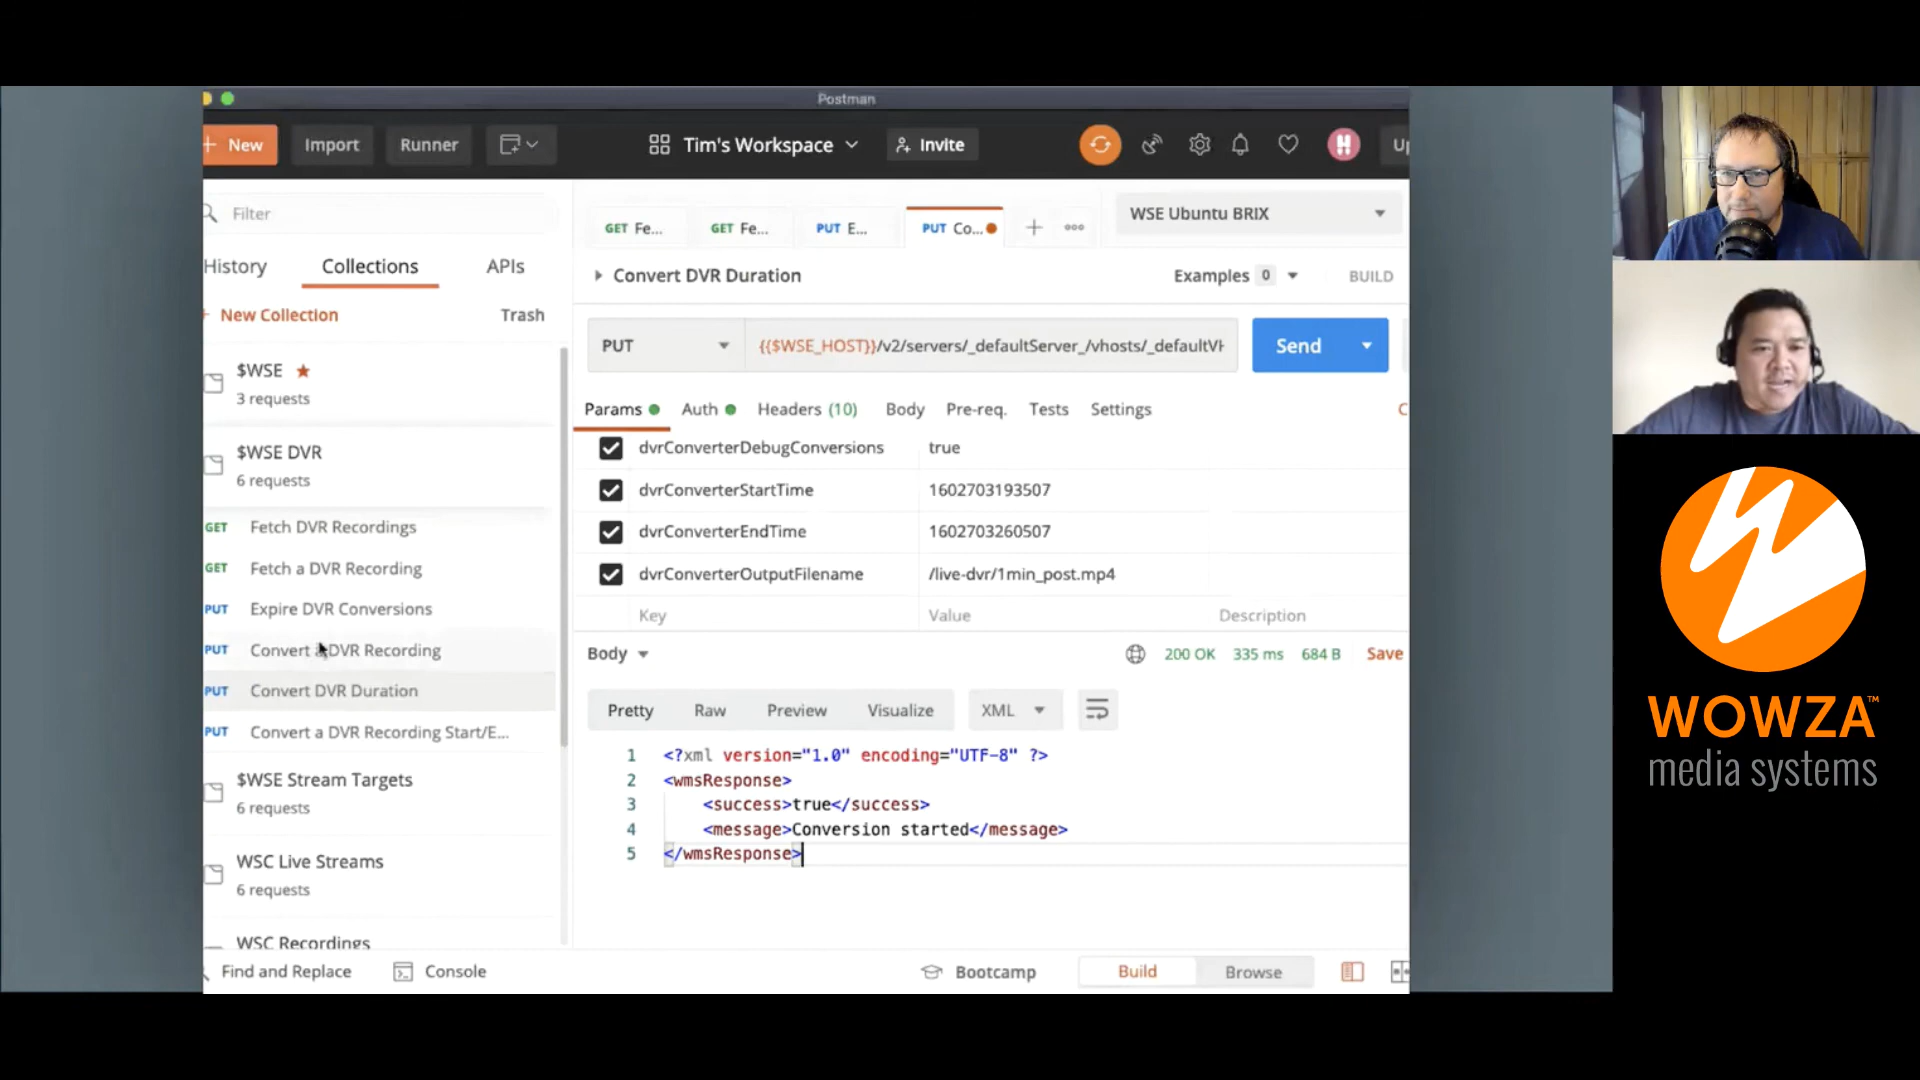 Postman
New Import Runner Tim's Workspace Invite Up
Filter
History Collections APIs
New Collection Trash
$WSE
3 requests
$WSE DVR
6 requests
GET Fetch DVR Recordings
GET Fetch a DVR Recording
PUT Expire DVR Conversions
PUT Convert a DVR Recording
PUT Convert DVR Duration
PUT Convert a DVR Recording Start/E...
$WSE Stream Targets
6 requests
WSC Live Streams
6 requests
WSC Recordings
GET Fe... GET Fe... PUT E... PUT Co... WSE Ubuntu BRIX
Convert DVR Duration Examples 0 BUILD
PUT {{$WSE_HOST}}/v2/servers/_defaultServer_/vhosts/_defaultVH Send
Params Auth Headers (10) Body Pre-req. Tests Settings C
dvrConverterDebugConversions true
dvrConverterStartTime 1602703193507
dvrConverterEndTime 1602703260507
dvrConverterOutputFilename /live-dvr/1min_post.mp4
Key Value Description
Body 200 OK 335 ms 684 B Save
Pretty Raw Preview Visualize XML
1 <?xml version="1.0" encoding="UTF-8" ?>
2 <wmsResponse>
3 <success>true</success>
4 <message>Conversion started</message>
5 </wmsResponse>
Find and Replace Console Bootcamp Build Browse
WOWZA™
media systems